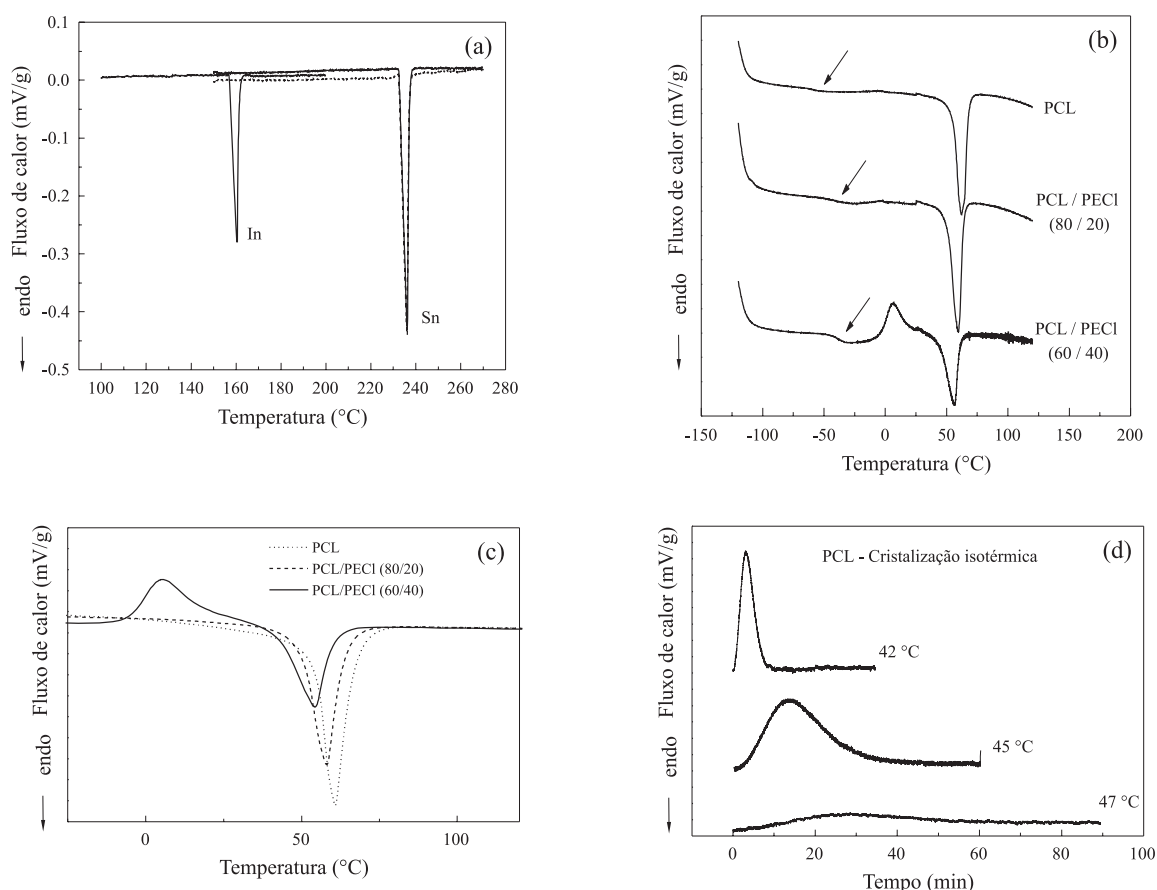 (a)
0.1
0.0
-0.1
-0.2
-0.3
-0.4
-0.5
endo Fluxo de calor (mV/g)
In
Sn
100 120 140 160 180 200 220 240 260 280
Temperatura (°C)
(b)
endo Fluxo de calor (mV/g)
PCL
PCL / PECl
(80 / 20)
PCL / PECl
(60 / 40)
-150 -100 -50 0 50 100 150 200
Temperatura (°C)
(c)
endo Fluxo de calor (mV/g)
PCL
PCL/PECl (80/20)
PCL/PECl (60/40)
0 50 100
Temperatura (°C)
(d)
endo Fluxo de calor (mV/g)
PCL - Cristalização isotérmica
42 °C
45 °C
47 °C
0 20 40 60 80 100
Tempo (min)